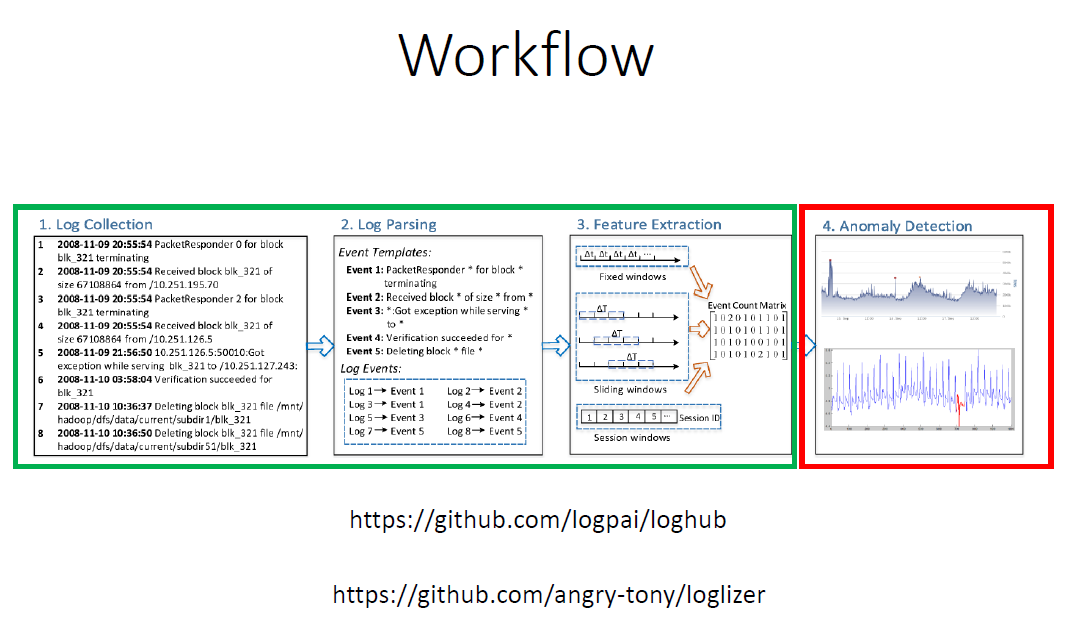 Workflow
1. Log Collection
1 2008-11-09 20:55:54 PacketResponder 0 for block
blk_321 terminating
2 2008-11-09 20:55:54 Received block blk_321 of
size 67108864 from /10.251.195.70
3 2008-11-09 20:55:54 PacketResponder 2 for block
blk_321 terminating
4 2008-11-09 20:55:54 Received block blk_321 of
size 67108864 from /10.251.126.5
5 2008-11-09 21:56:50 10.251.126.5:50010:Got
exception while serving blk_321 to /10.251.127.243:
6 2008-11-10 03:58:04 Verification succeeded for
blk_321
7 2008-11-10 10:36:37 Deleting block blk_321 file /mnt/
hadoop/dfs/data/current/subdir1/blk_321
8 2008-11-10 10:36:50 Deleting block blk_321 file /mnt/
hadoop/dfs/data/current/subdir51/blk_321
2. Log Parsing
Event Templates:
Event 1: PacketResponder * for block *
terminating
Event 2: Received block * of size * from *
Event 3: *:Got exception while serving *
to *
Event 4: Verification succeeded for *
Event 5: Deleting block * file *
Log Events:
Log 1→ Event 1 Log 2→ Event 2
Log 3→ Event 1 Log 4→ Event 2
Log 5→ Event 3 Log 6→ Event 4
Log 7→ Event 5 Log 8→ Event 5
3. Feature Extraction
Δt, Δt, Δt, Δt, ...
Fixed windows
ΔT
ΔT
ΔT
Sliding windows
1 2 3 4 5 ... Session ID
Session windows
Event Count Matrix
1 0 2 0 1 0 1 1 0 1
1 0 1 0 1 0 1 1 0 1
1 0 1 0 1 0 1 1 0 1
1 0 1 0 1 0 2 1 0 1
4. Anomaly Detection
https://github.com/logpai/loghub
https://github.com/angry-tony/loglizer